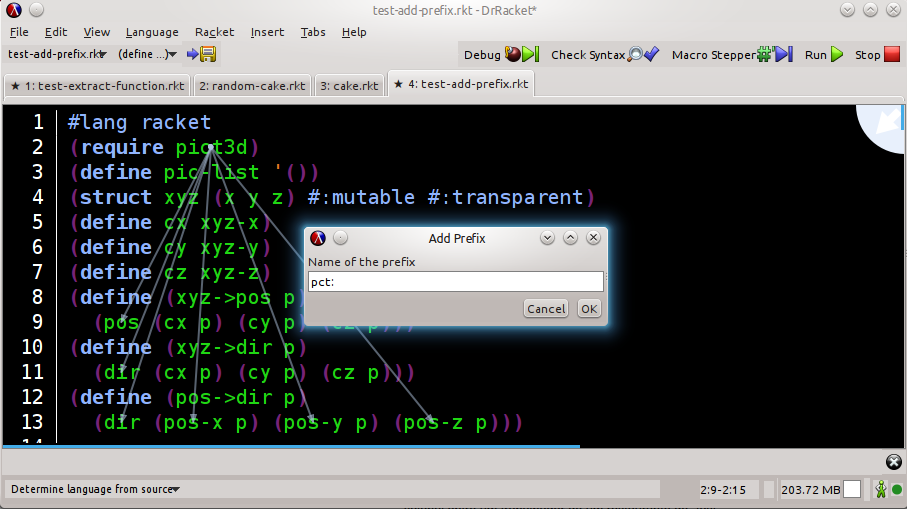 test-add-prefix.rkt - DrRacket*
File Edit View Language Racket Insert Tabs Help
test-add-prefix.rkt (define ...) Debug Check Syntax Macro Stepper Run Stop
★ 1: test-extract-function.rkt 2: random-cake.rkt 3: cake.rkt ★ 4: test-add-prefix.rkt
1 #lang racket
2 (require pict3d)
3 (define pic-list '())
4 (struct xyz (x y z) #:mutable #:transparent)
5 (define cx xyz-x)
6 (define cy xyz-y)
7 (define cz xyz-z)
8 (define (xyz->pos p)
9 (pos (cx p) (cy p) (cz p)))
10 (define (xyz->dir p)
11 (dir (cx p) (cy p) (cz p)))
12 (define (pos->dir p)
13 (dir (pos-x p) (pos-y p) (pos-z p)))
14
Add Prefix
Name of the prefix
pct:
Cancel OK
Determine language from source 2:9-2:15 203.72 MB